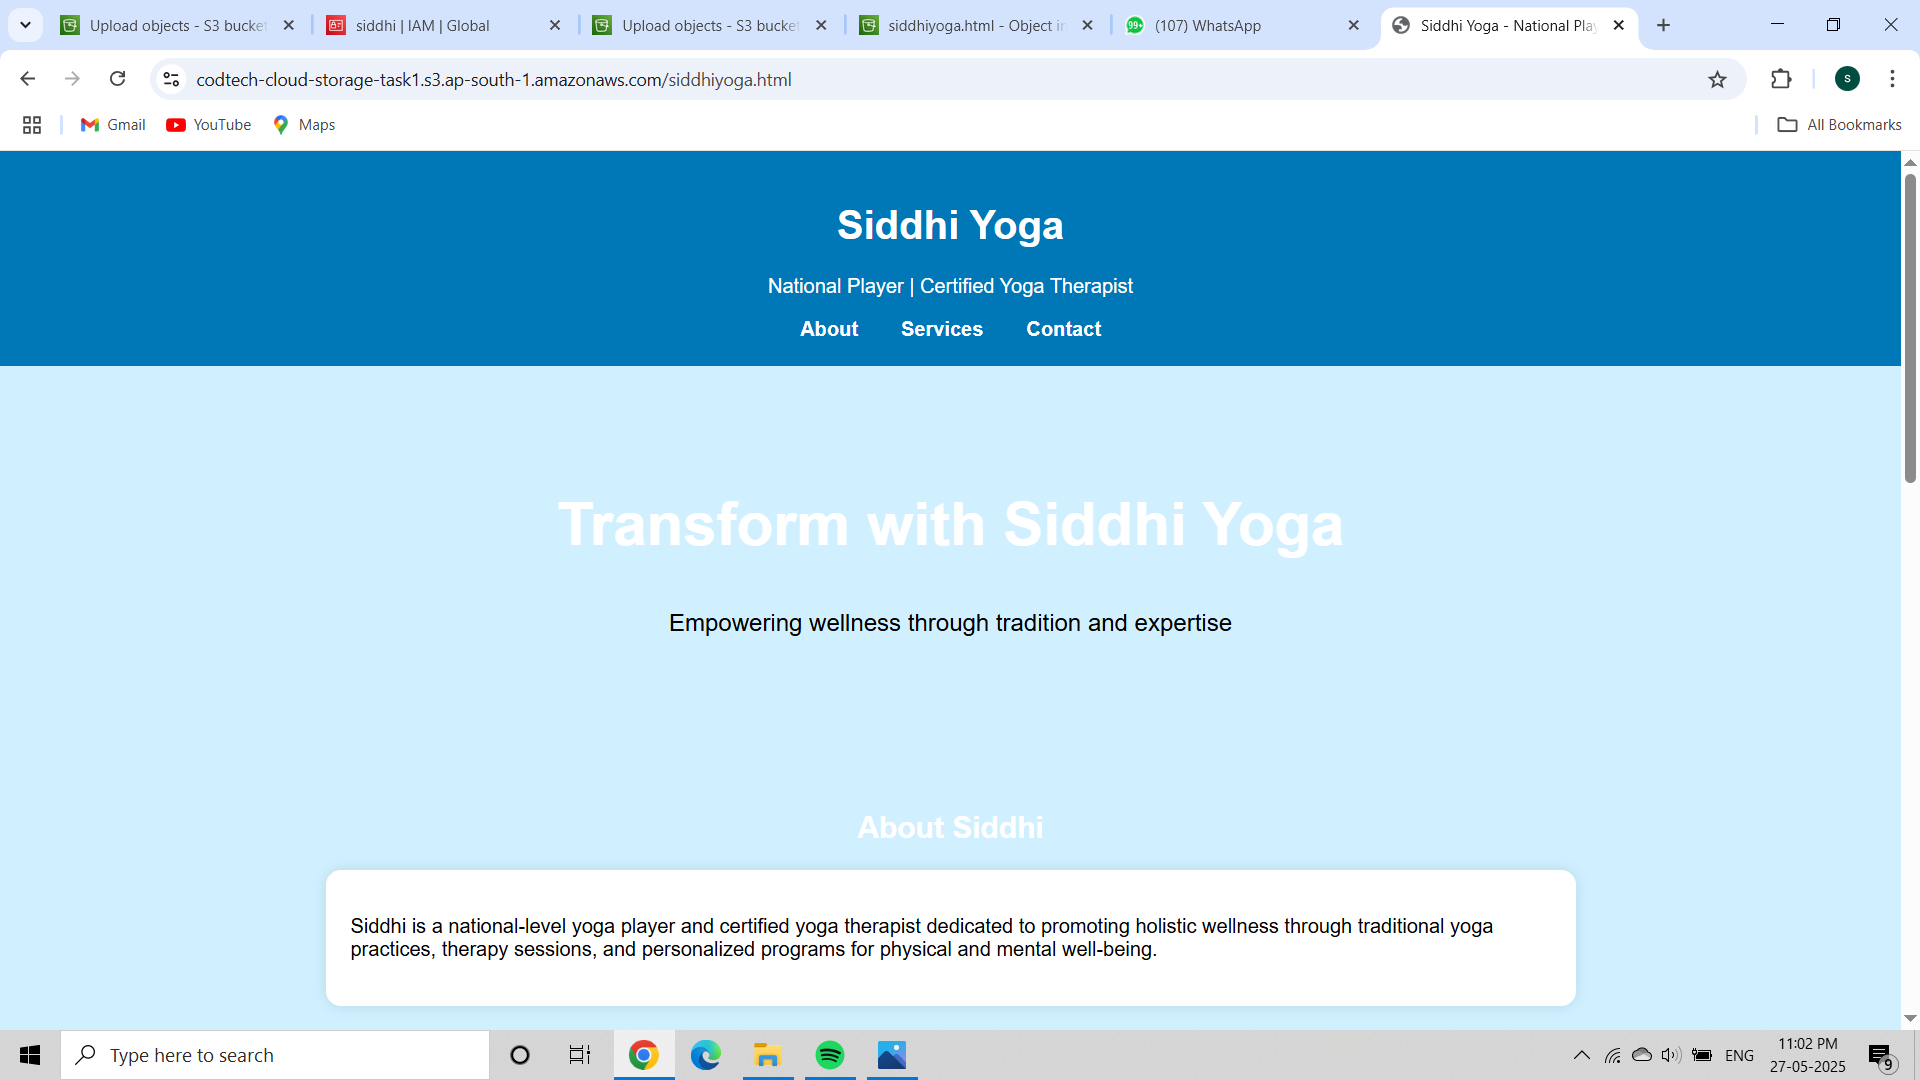 Upload objects - S3 bucket
siddhi | IAM | Global
Upload objects - S3 bucket
siddhiyoga.html - Object in
99+
(107) WhatsApp
Siddhi Yoga - National Play
codtech-cloud-storage-task1.s3.ap-south-1.amazonaws.com/siddhiyoga.html
S
Gmail
YouTube
Maps
All Bookmarks
Siddhi Yoga
National Player | Certified Yoga Therapist
About
Services
Contact
Transform with Siddhi Yoga
Empowering wellness through tradition and expertise
About Siddhi
Siddhi is a national-level yoga player and certified yoga therapist dedicated to promoting holistic wellness through traditional yoga
practices, therapy sessions, and personalized programs for physical and mental well-being.
Type here to search
ENG
11:02 PM
27-05-2025
9